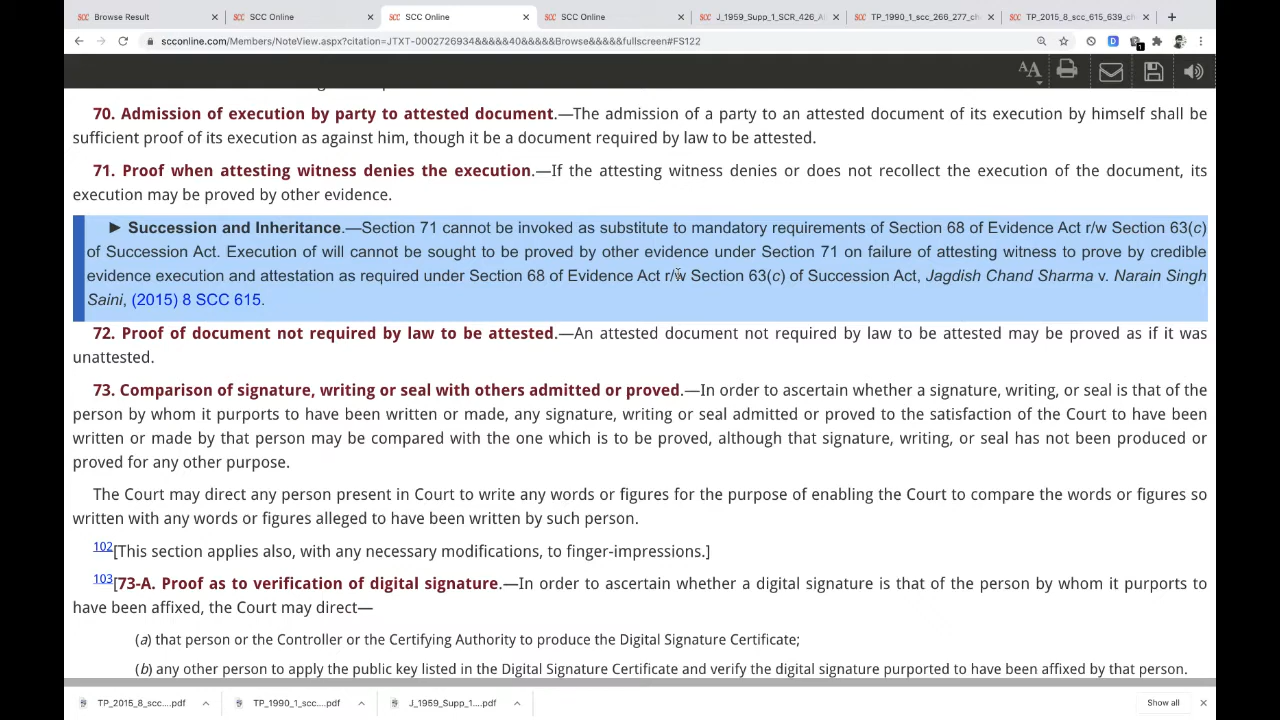 Browse Result
SCC Online
SCC Online
SCC Online
J_1959_Supp_1_SCR_426_A
TP_1990_1_scc_266_277_ch
TP_2015_8_scc_615_639_ch
scconline.com/Members/NoteView.aspx?citation=JTXT-0002726934&&&&&40&&&&&Browse&&&&&fullscreen#FS122
70. Admission of execution by party to attested document.—The admission of a party to an attested document of its execution by himself shall be
sufficient proof of its execution as against him, though it be a document required by law to be attested.
71. Proof when attesting witness denies the execution.—If the attesting witness denies or does not recollect the execution of the document, its
execution may be proved by other evidence.
► Succession and Inheritance.—Section 71 cannot be invoked as substitute to mandatory requirements of Section 68 of Evidence Act r/w Section 63(c)
of Succession Act. Execution of will cannot be sought to be proved by other evidence under Section 71 on failure of attesting witness to prove by credible
evidence execution and attestation as required under Section 68 of Evidence Act r/w Section 63(c) of Succession Act, Jagdish Chand Sharma v. Narain Singh
Saini, (2015) 8 SCC 615.
72. Proof of document not required by law to be attested.—An attested document not required by law to be attested may be proved as if it was
unattested.
73. Comparison of signature, writing or seal with others admitted or proved.—In order to ascertain whether a signature, writing, or seal is that of the
person by whom it purports to have been written or made, any signature, writing or seal admitted or proved to the satisfaction of the Court to have been
written or made by that person may be compared with the one which is to be proved, although that signature, writing, or seal has not been produced or
proved for any other purpose.
The Court may direct any person present in Court to write any words or figures for the purpose of enabling the Court to compare the words or figures so
written with any words or figures alleged to have been written by such person.
102[This section applies also, with any necessary modifications, to finger-impressions.]
103[73-A. Proof as to verification of digital signature.—In order to ascertain whether a digital signature is that of the person by whom it purports to
have been affixed, the Court may direct—
(a) that person or the Controller or the Certifying Authority to produce the Digital Signature Certificate;
(b) any other person to apply the public key listed in the Digital Signature Certificate and verify the digital signature purported to have been affixed by that person.
TP_2015_8_scc....pdf
TP_1990_1_scc....pdf
J_1959_Supp_1....pdf
Show all